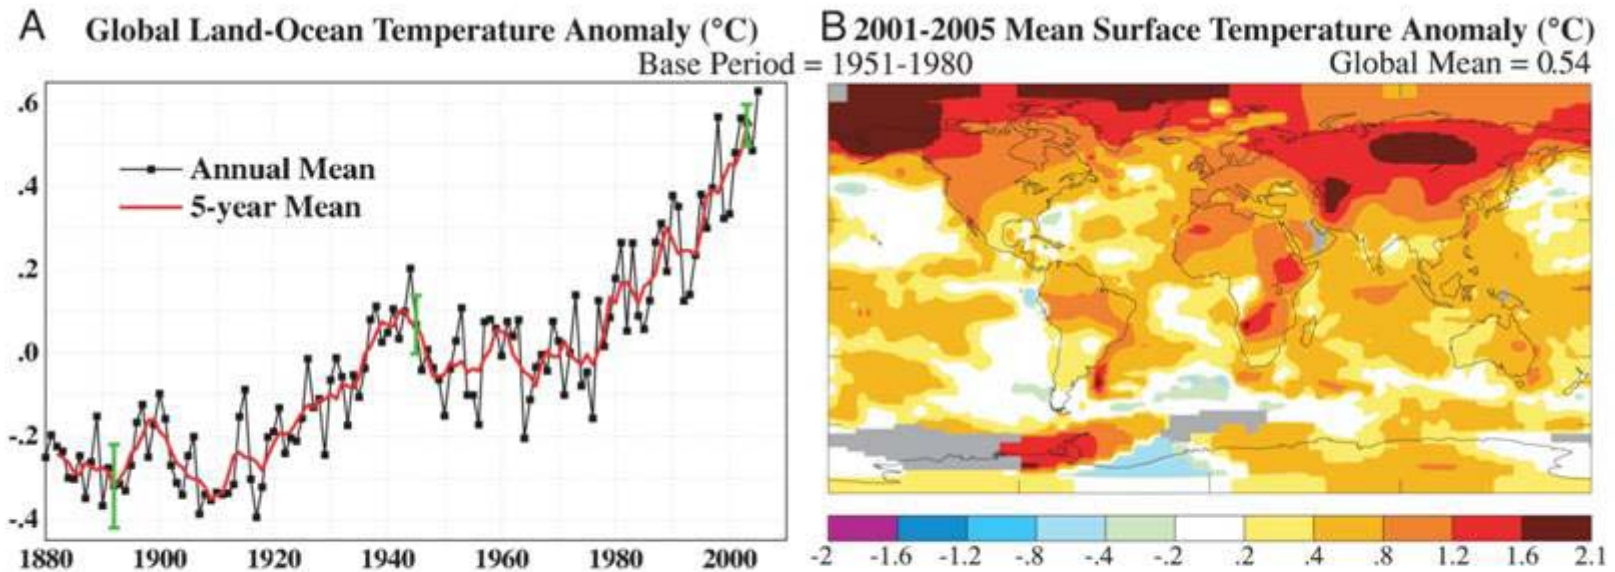 A Global Land-Ocean Temperature Anomaly (°C)
B 2001-2005 Mean Surface Temperature Anomaly (°C)
Base Period = 1951-1980
Global Mean = 0.54
.6
.4
.2
.0
-.2
-.4
Annual Mean
5-year Mean
1880 1900 1920 1940 1960 1980 2000
-2 -1.6 -1.2 -.8 -.4 -.2 .2 .4 .8 1.2 1.6 2.1